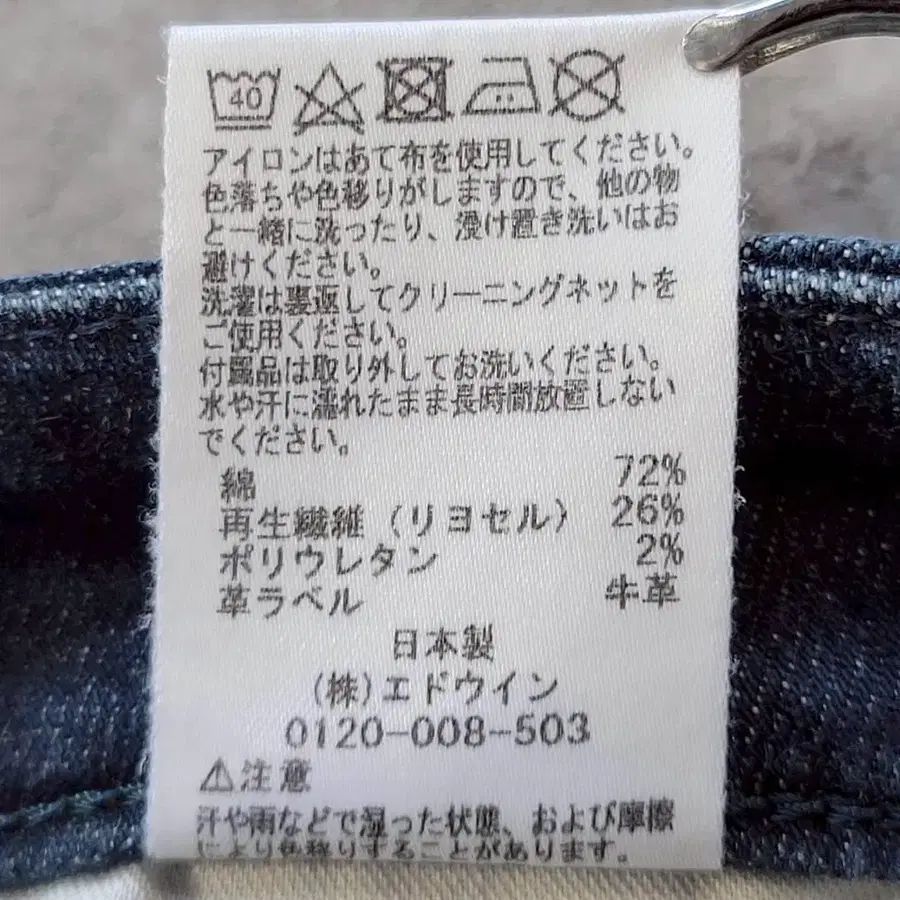 40
アイロンはあて布を使用してください。
色落ちや色移りがしますので、他の物
と一緒に洗ったり、浸け置き洗いはお
避けください。
洗濯は裏返してクリーニングネットを
ご使用ください。
付属品は取り外してお洗いください。
水や汗に濡れたまま長時間放置しない
でください。
綿 72%
再生繊維（リヨセル） 26%
ポリウレタン 2%
革ラベル 牛革
日本製
(株)エドウイン
0120-008-503
⚠注意
汗や雨などで湿った状態、および摩擦
により色移りすることがあります。